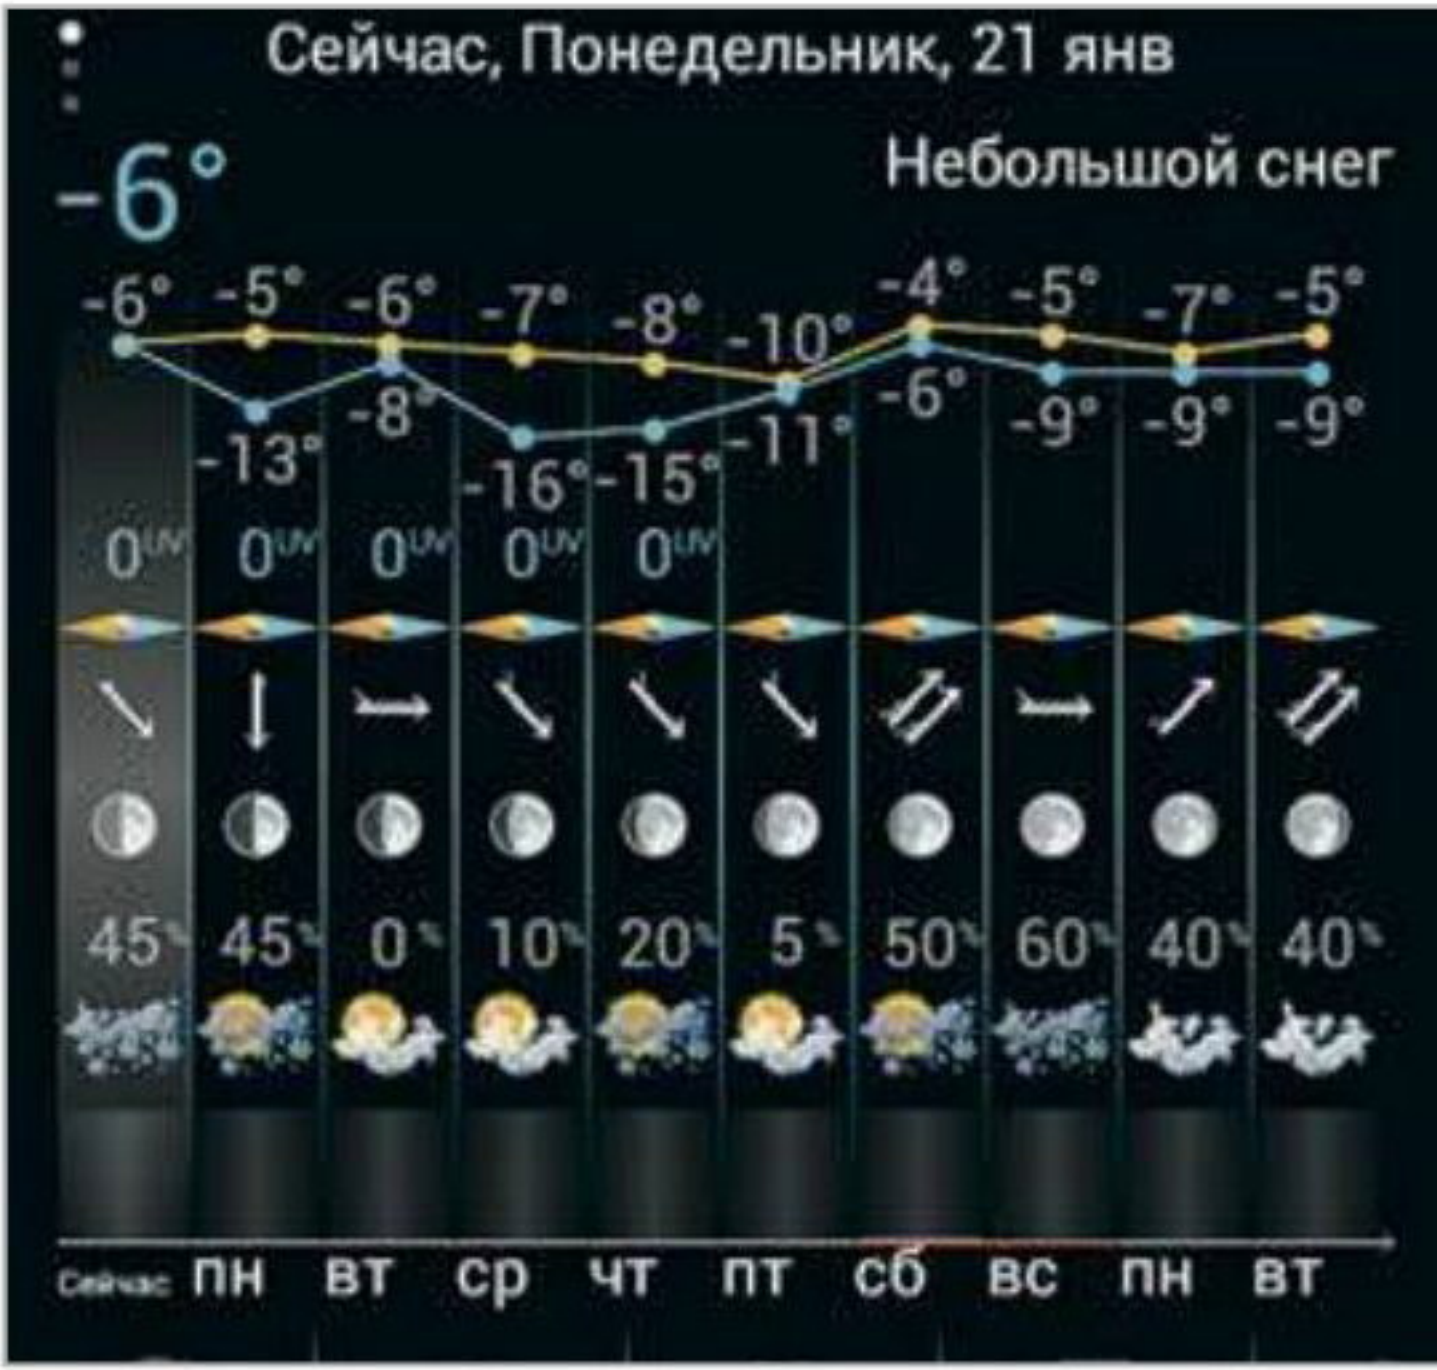 Сейчас, Понедельник, 21 янв
-6°
Небольшой снег
-6° -5° -6° -7° -8° -10° -4° -5° -7° -5°
-13° -8° -16° -15° -11° -6° -9° -9° -9°
0UV 0UV 0UV 0UV 0UV
45% 45% 0% 10% 20% 5% 50% 60% 40% 40%
Сейчас пн вт ср чт пт сб вс пн вт